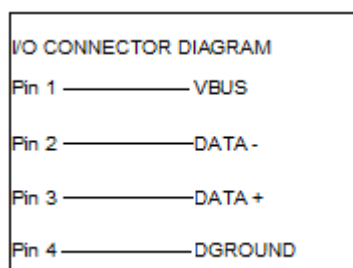 I/O CONNECTOR DIAGRAM
Pin 1 VBUS
Pin 2 DATA -
Pin 3 DATA +
Pin 4 DGROUND